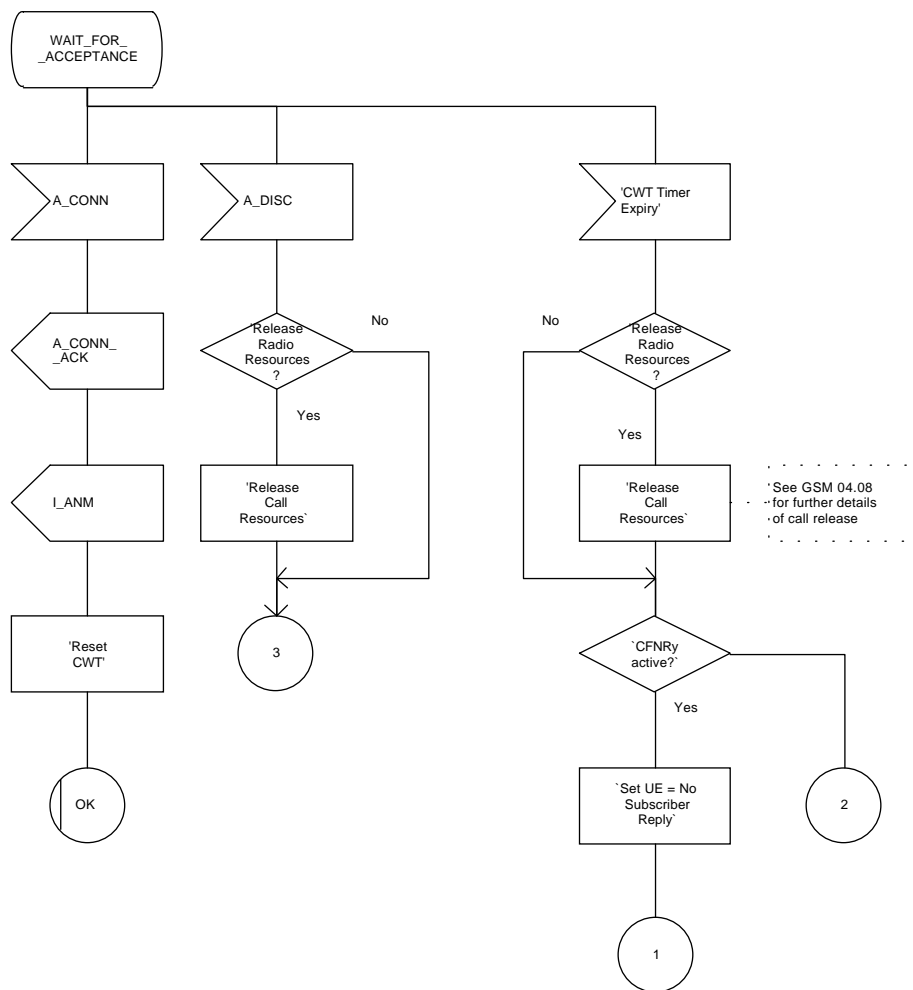 WAIT_FOR_
_ACCEPTANCE
A_CONN
A_DISC
'CWT Timer
Expiry'
A_CONN_
_ACK
'Release
Radio
Resources
?
No
Yes
No
'Release
Radio
Resources
?
Yes
I_ANM
'Release
Call
Resources`
'Release
Call
Resources`
See GSM 04.08
for further details
of call release
'Reset
CWT'
3
`CFNRy
active?`
Yes
OK
`Set UE = No
Subscriber
Reply`
2
1